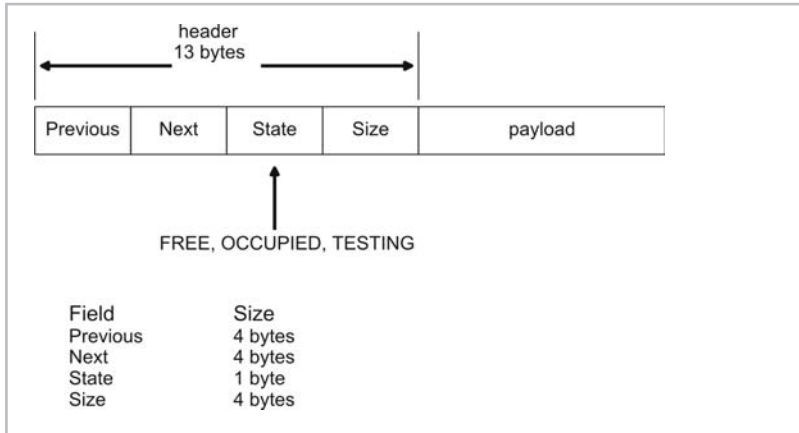 header
13 bytes
Previous Next State Size payload
FREE, OCCUPIED, TESTING
Field Size
Previous 4 bytes
Next 4 bytes
State 1 byte
Size 4 bytes